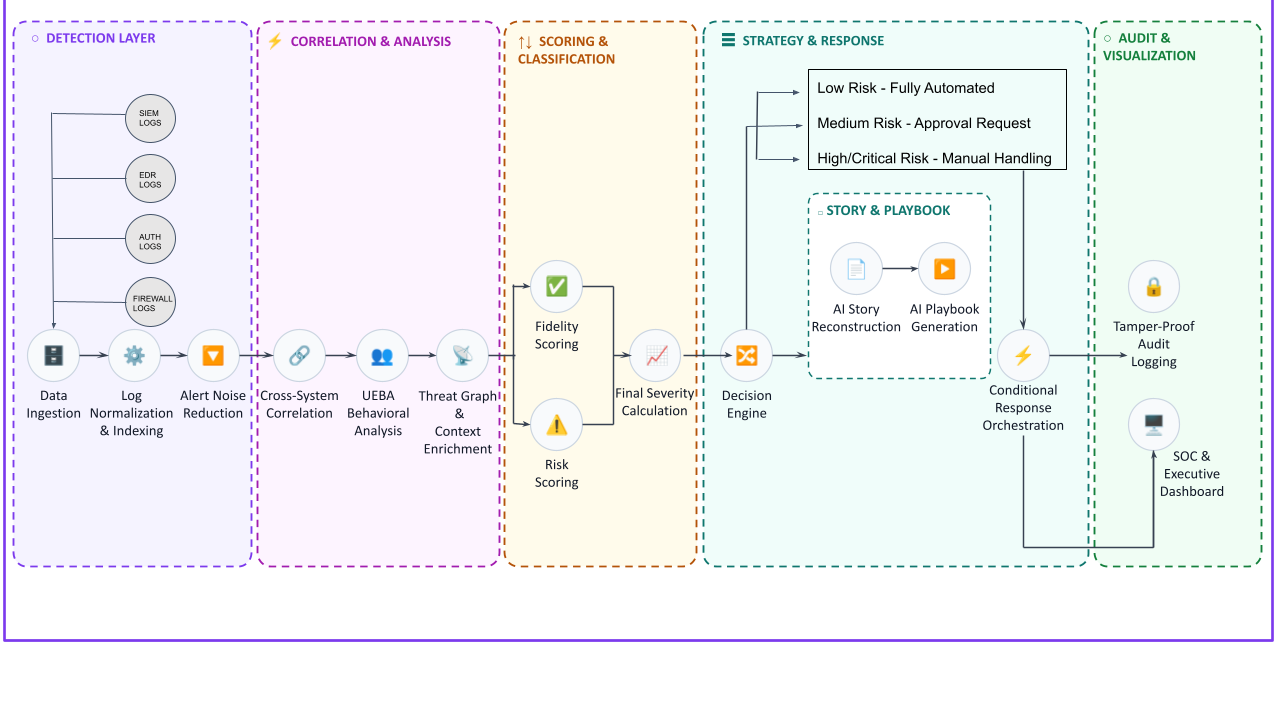 DETECTION LAYER
SIEM
LOGS
EDR
LOGS
AUTH
LOGS
FIREWALL
LOGS
Data
Ingestion
Log
Normalization
& Indexing
Alert Noise
Reduction
CORRELATION & ANALYSIS
Cross-System
Correlation
UEBA
Behavioral
Analysis
Threat Graph
&
Context
Enrichment
SCORING &
CLASSIFICATION
Fidelity
Scoring
Risk
Scoring
Final Severity
Calculation
STRATEGY & RESPONSE
Low Risk - Fully Automated
Medium Risk - Approval Request
High/Critical Risk - Manual Handling
STORY & PLAYBOOK
AI Story
Reconstruction
AI Playbook
Generation
Decision
Engine
Conditional
Response
Orchestration
AUDIT &
VISUALIZATION
Tamper-Proof
Audit
Logging
SOC &
Executive
Dashboard